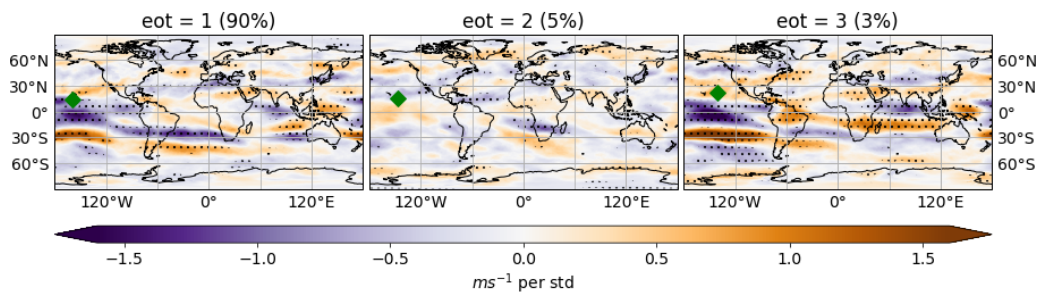 eot = 1 (90%) eot = 2 (5%) eot = 3 (3%)
60°N 60°N
30°N 30°N
0° 0°
30°S 30°S
60°S 60°S
120°W 0° 120°E 120°W 0° 120°E 120°W 0° 120°E
−1.5 −1.0 −0.5 0.0 0.5 1.0 1.5
ms⁻¹ per std